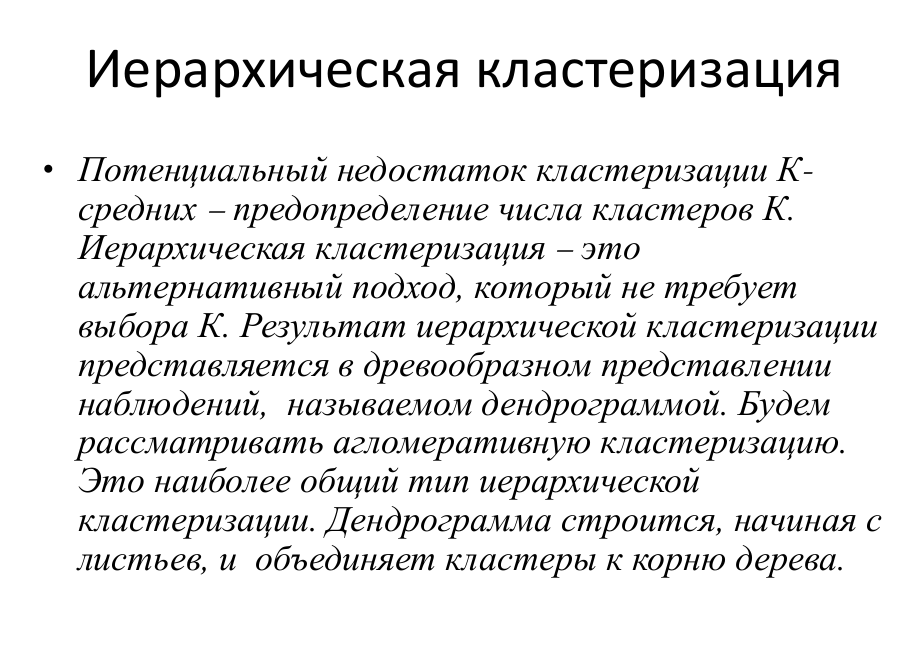 Иерархическая кластеризация
• Потенциальный недостаток кластеризации К-
средних – предопределение числа кластеров К.
Иерархическая кластеризация – это
альтернативный подход, который не требует
выбора К. Результат иерархической кластеризации
представляется в древообразном представлении
наблюдений, называемом дендрограммой. Будем
рассматривать агломеративную кластеризацию.
Это наиболее общий тип иерархической
кластеризации. Дендрограмма строится, начиная с
листьев, и объединяет кластеры к корню дерева.